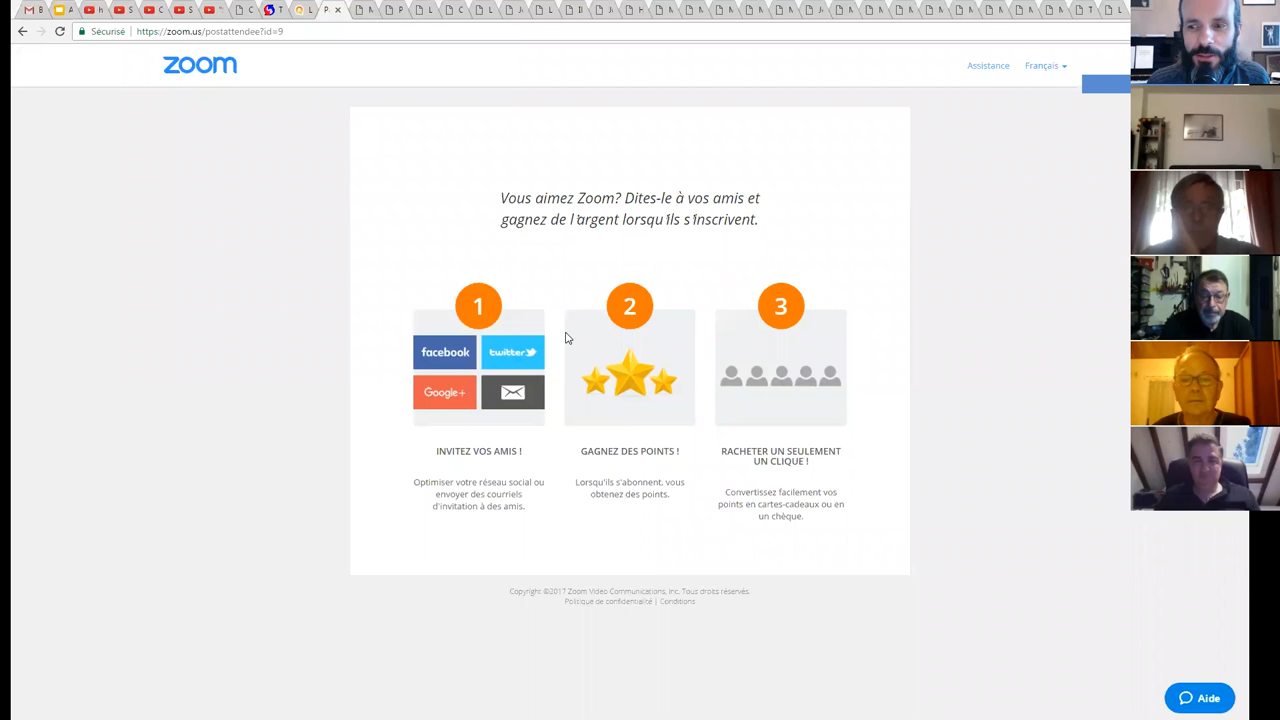 Sécurisé | https://zoom.us/postattendee?id=9
zoom
Assistance Français
Vous aimez Zoom? Dites-le à vos amis et
gagnez de l'argent lorsqu'ils s'inscrivent.
1 2 3
facebook twitter
Google+
INVITEZ VOS AMIS !
Optimiser votre réseau social ou
envoyer des courriels
d'invitation à des amis.
GAGNEZ DES POINTS !
Lorsqu'ils s'abonnent, vous
obtenez des points.
RACHETER UN SEULEMENT
UN CLIQUE !
Convertissez facilement vos
points en cartes-cadeaux ou en
un chèque.
Copyright ©2017 Zoom Video Communications, Inc. Tous droits réservés.
Politique de confidentialité | Conditions
Aide